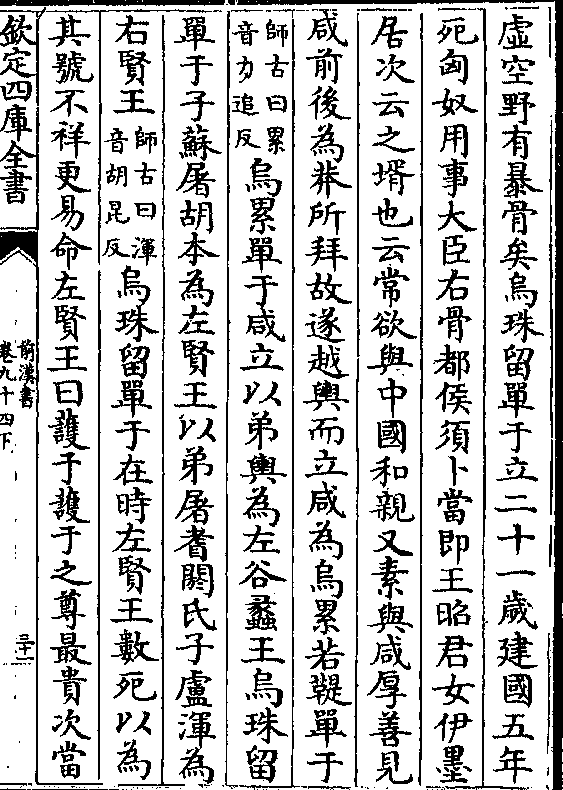 虛空野有暴骨矣烏珠留單于立二十一歲建國五年
死匈奴用事大臣右骨都侯須卜當即王昭君女伊墨
居次云之壻也云常欲與中國和親又素與咸厚善見
咸前後為莽所拜故遂越輿而立咸為烏累若鞮單于
師古曰累
音力追反
烏累單于咸立以弟輿為左谷蠡王烏珠留
單于子蘇屠胡本為左賢王以弟屠耆閼氏子盧渾為
右賢王
師古曰渾
音胡昆反
烏珠留單于在時左賢王數死以為
其號不祥更易命左賢王曰護于護于之尊最貴次當
欽定四庫全書
前漢書
卷九十四下
三十一